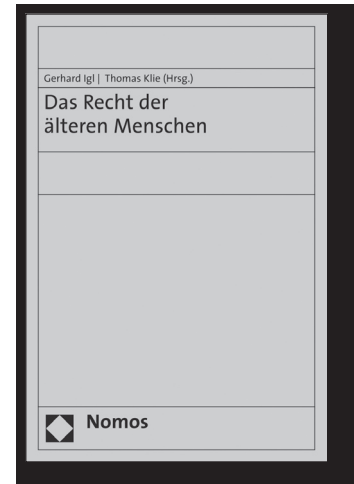 Gerhard Igl | Thomas Klie (Hrsg.)
Das Recht der
älteren Menschen
Nomos